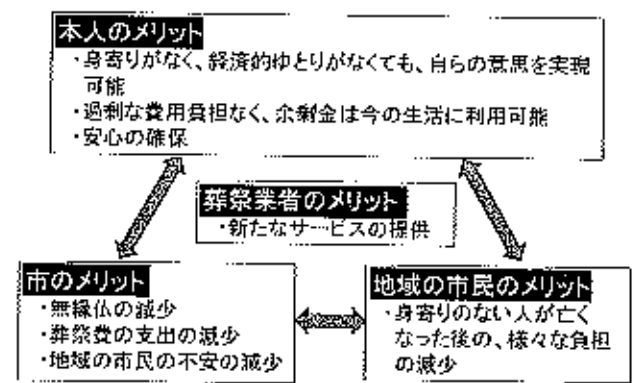 本人のメリット
・身寄りがなく、経済的ゆとりがなくても、自らの意思を実現
可能
・過剰な費用負担なく、余剰金は今の生活に利用可能
・安心の確保
葬祭業者のメリット
・新たなサービスの提供
市のメリット
・無縁仏の減少
・葬祭費の支出の減少
・地域の市民の不安の減少
地域の市民のメリット
・身寄りのない人が亡く
なった後の、様々な負担
の減少